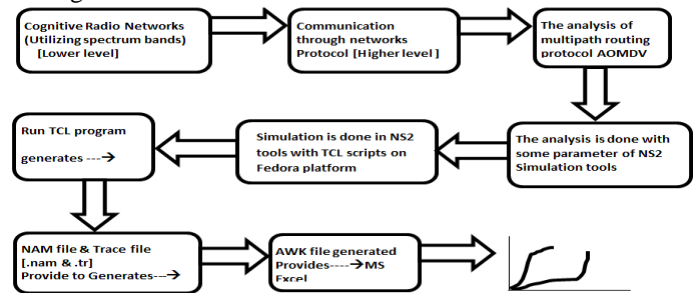 Cognitive Radio Networks
(Utilizing spectrum bands)
[Lower level]
Communication
through networks
Protocol [Higher level ]
The analysis of
multipath routing
protocol AOMDV
Run TCL program
generates ---→
Simulation is done in NS2
tools with TCL scripts on
Fedora platform
The analysis is done with
some parameter of NS2
Simulation tools
NAM file & Trace file
[.nam & .tr]
Provide to Generates---→
AWK file generated
Provides----→MS
Excel